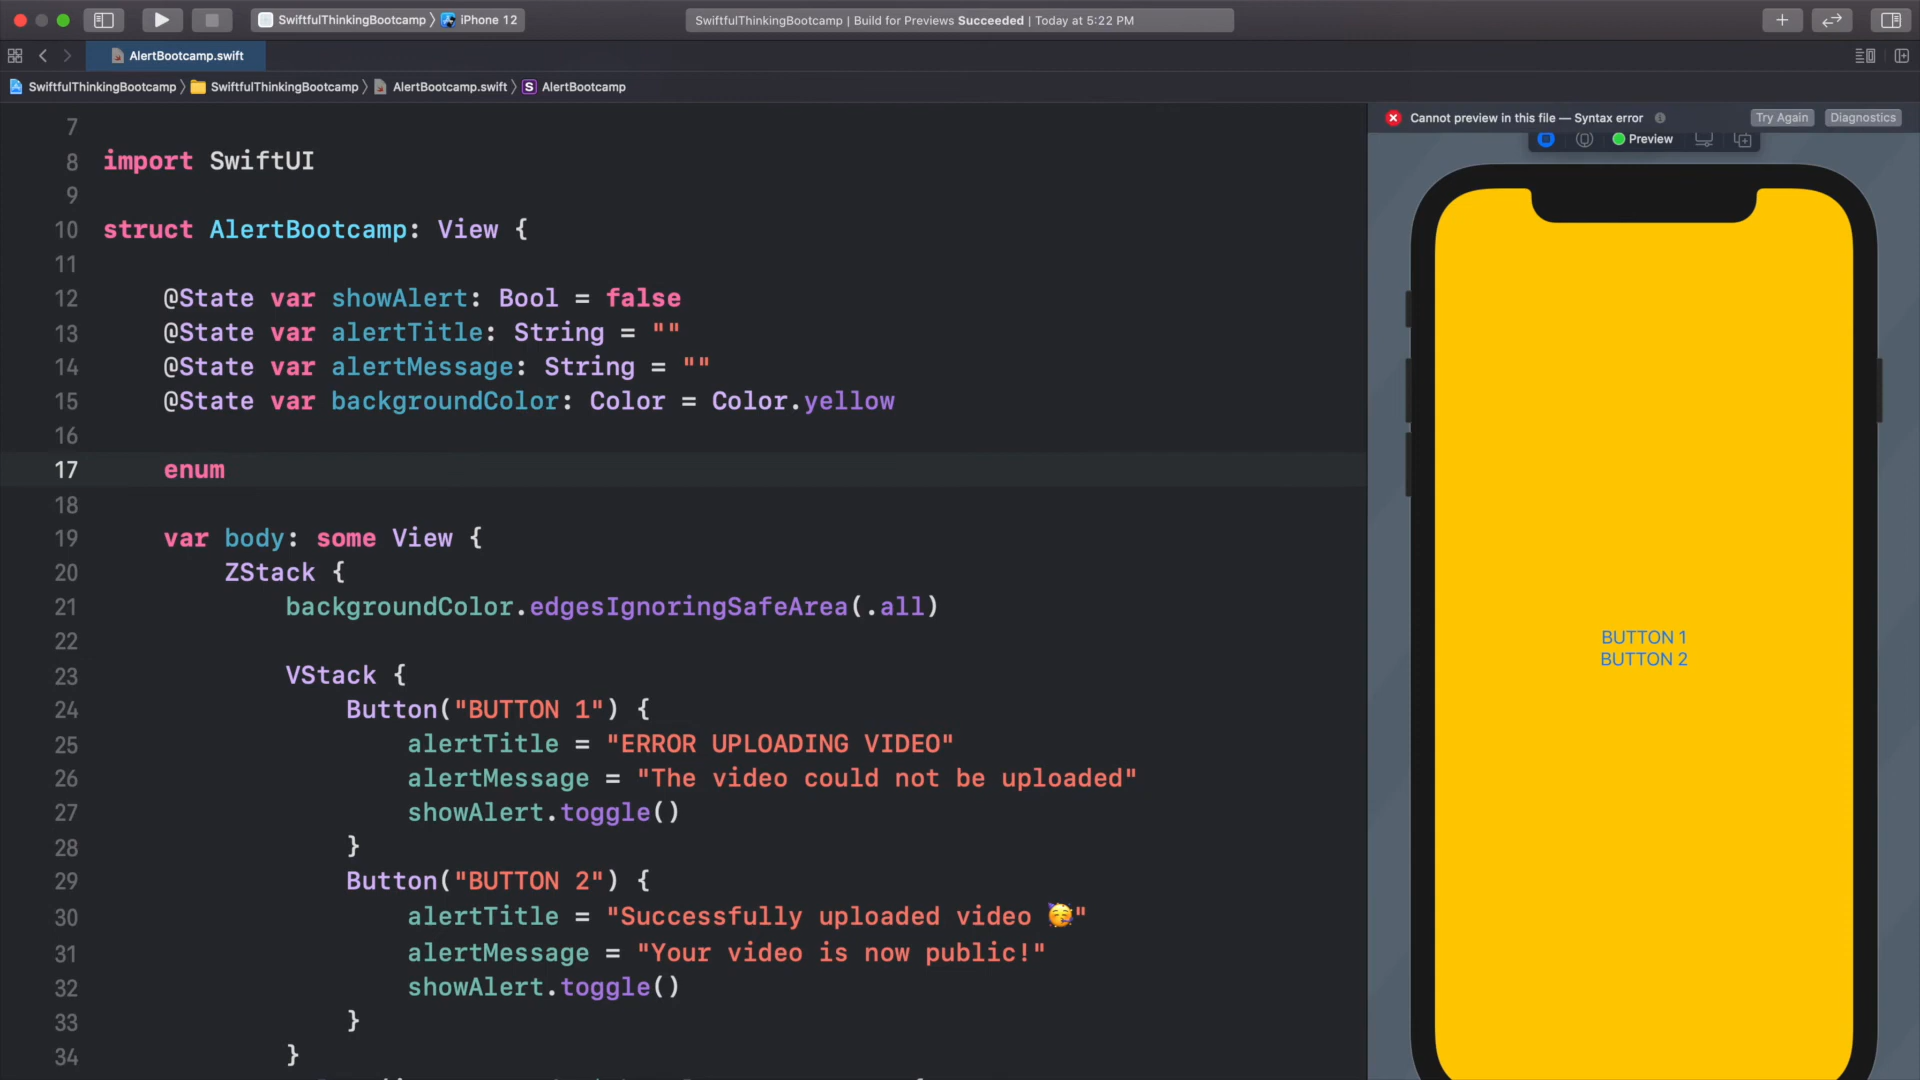 SwiftfulThinkingBootcamp 〉 iPhone 12
SwiftfulThinkingBootcamp | Build for Previews Succeeded | Today at 5:22 PM
AlertBootcamp.swift
SwiftfulThinkingBootcamp 〉 SwiftfulThinkingBootcamp 〉 AlertBootcamp.swift 〉 S AlertBootcamp
Cannot preview in this file — Syntax error
Try Again
Diagnostics
Preview
7
8 import SwiftUI
9
10 struct AlertBootcamp: View {
11
12 @State var showAlert: Bool = false
13 @State var alertTitle: String = ""
14 @State var alertMessage: String = ""
15 @State var backgroundColor: Color = Color.yellow
16
17 enum
18
19 var body: some View {
20 ZStack {
21 backgroundColor.edgesIgnoringSafeArea(.all)
22
23 VStack {
24 Button("BUTTON 1") {
25 alertTitle = "ERROR UPLOADING VIDEO"
26 alertMessage = "The video could not be uploaded"
27 showAlert.toggle()
28 }
29 Button("BUTTON 2") {
30 alertTitle = "Successfully uploaded video 🥳"
31 alertMessage = "Your video is now public!"
32 showAlert.toggle()
33 }
34 }
BUTTON 1
BUTTON 2